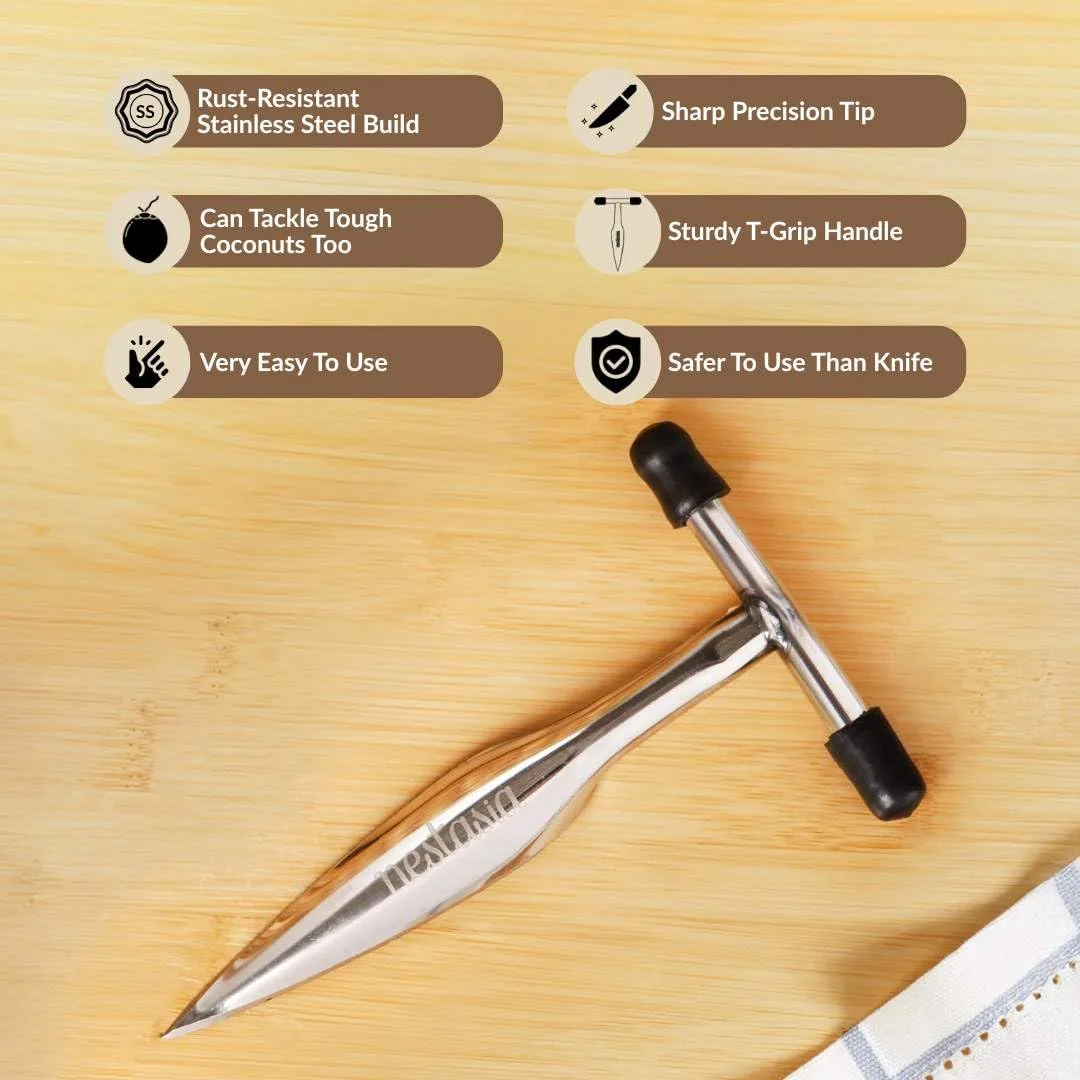 SS
Rust-Resistant
Stainless Steel Build
Sharp Precision Tip
Can Tackle Tough
Coconuts Too
Sturdy T-Grip Handle
Very Easy To Use
Safer To Use Than Knife
nestasia